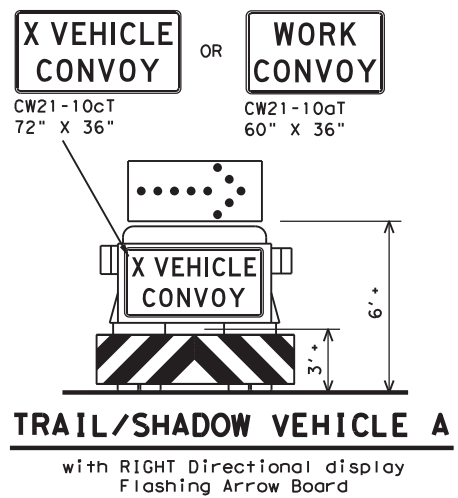 X VEHICLE
CONVOY
OR
WORK
CONVOY
CW21-10cT
72" X 36"
CW21-10aT
60" X 36"
X VEHICLE
CONVOY
6' +
3' +
TRAIL/SHADOW VEHICLE A
with RIGHT Directional display
Flashing Arrow Board